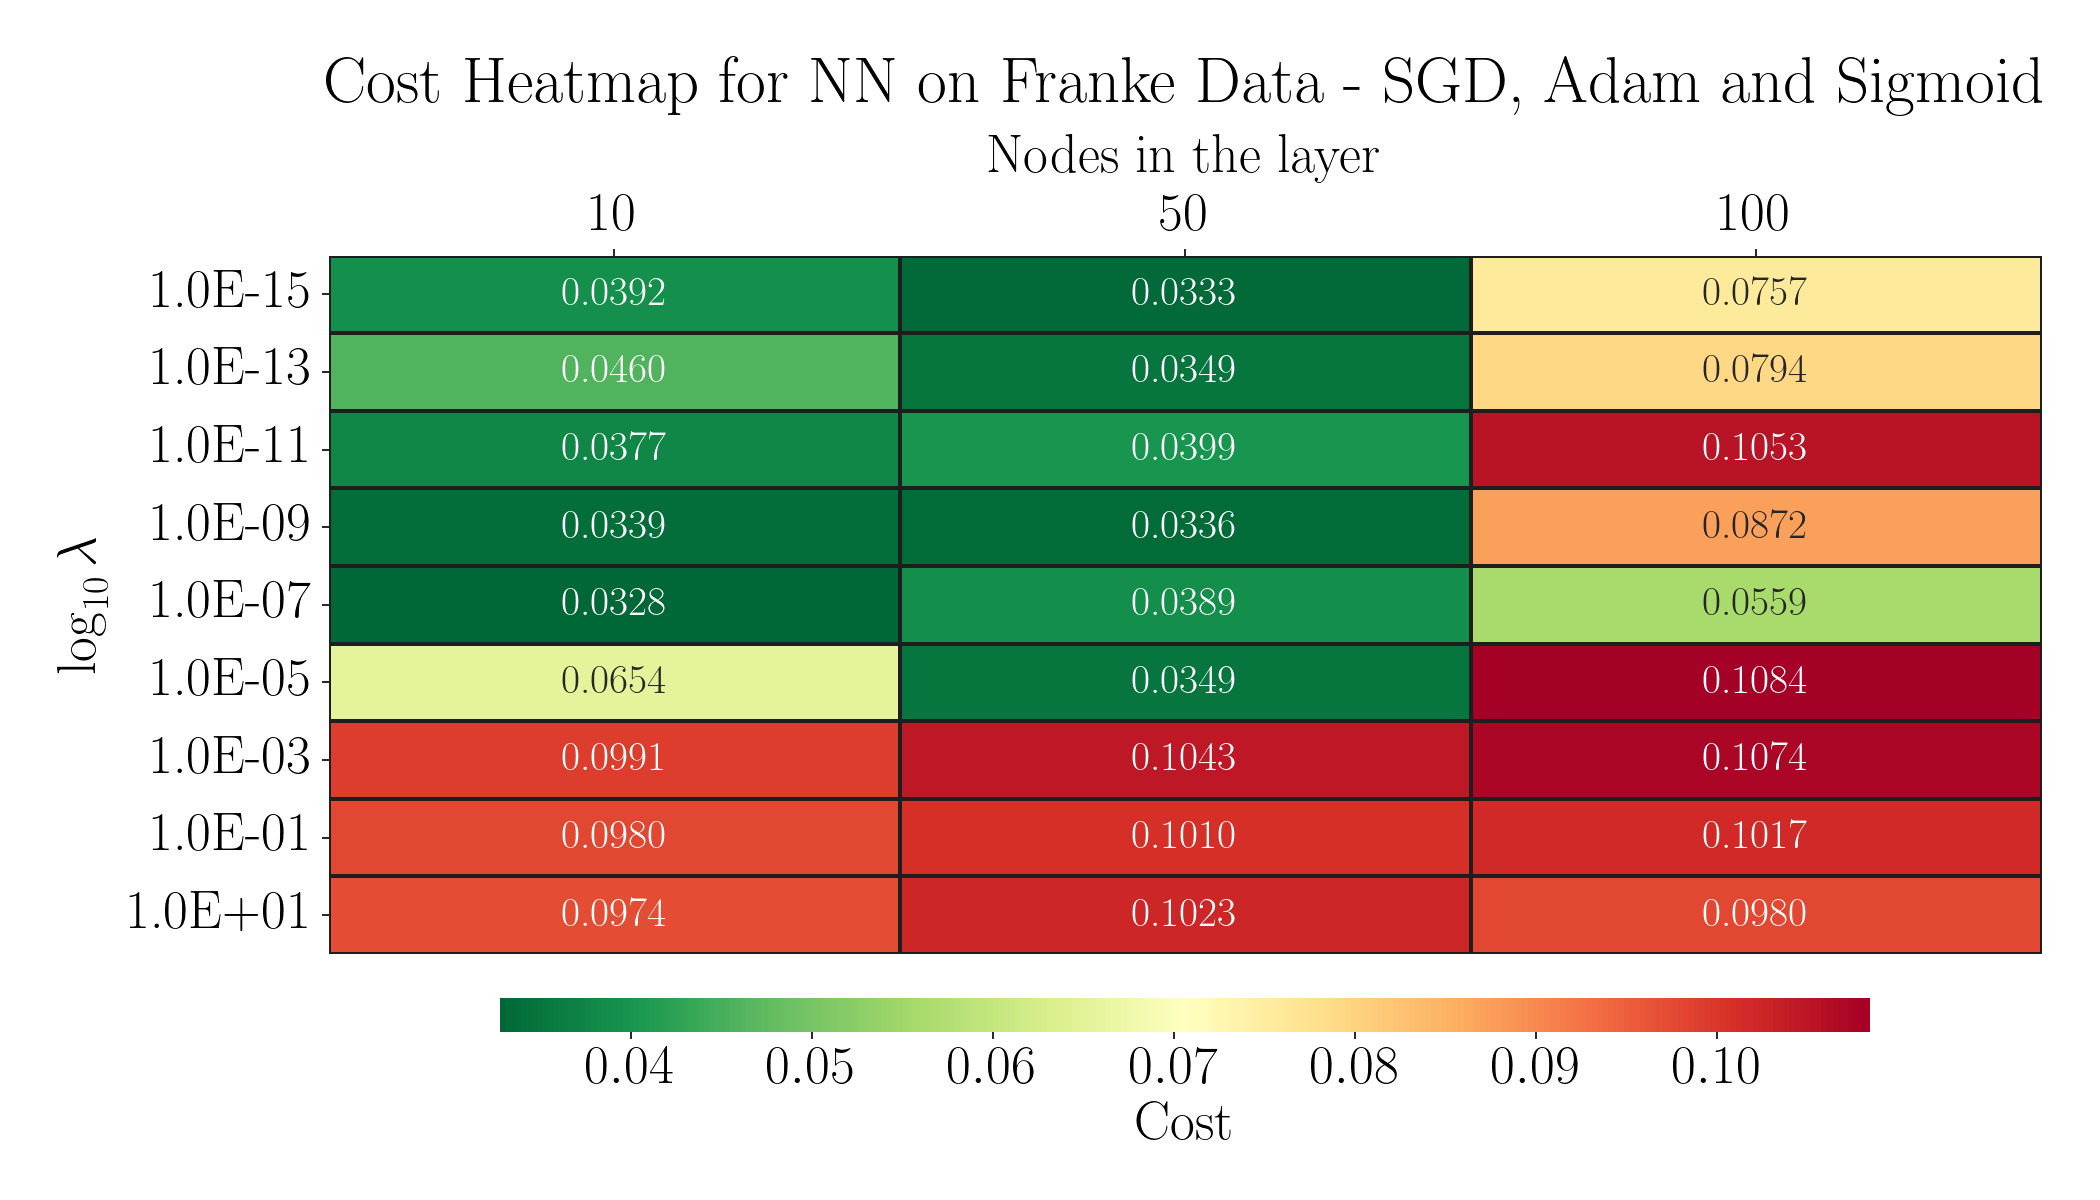 Cost Heatmap for NN on Franke Data - SGD, Adam and Sigmoid
Nodes in the layer
10 50 100
1.0E-15 0.0392 0.0333 0.0757
1.0E-13 0.0460 0.0349 0.0794
1.0E-11 0.0377 0.0399 0.1053
1.0E-09 0.0339 0.0336 0.0872
1.0E-07 0.0328 0.0389 0.0559
1.0E-05 0.0654 0.0349 0.1084
1.0E-03 0.0991 0.1043 0.1074
1.0E-01 0.0980 0.1010 0.1017
1.0E+01 0.0974 0.1023 0.0980
log₁₀ λ
0.04 0.05 0.06 0.07 0.08 0.09 0.10
Cost